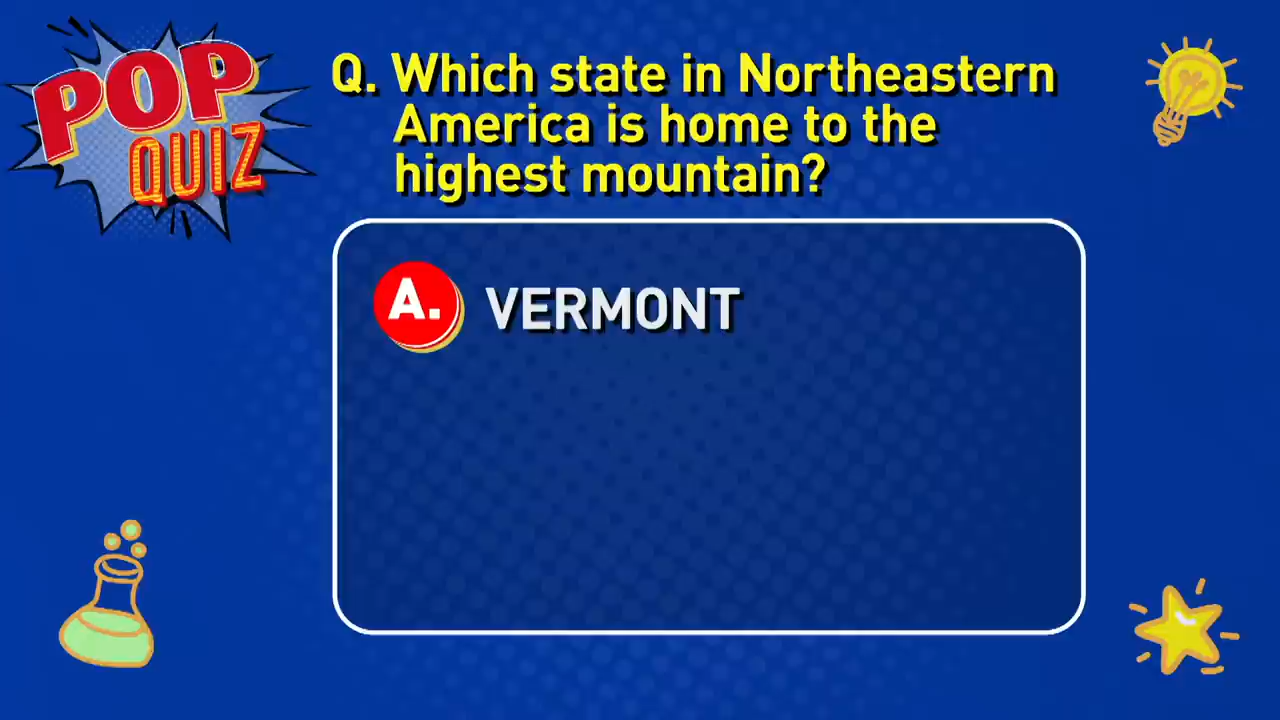 POP
QUIZ
Q. Which state in Northeastern
America is home to the
highest mountain?
A. VERMONT